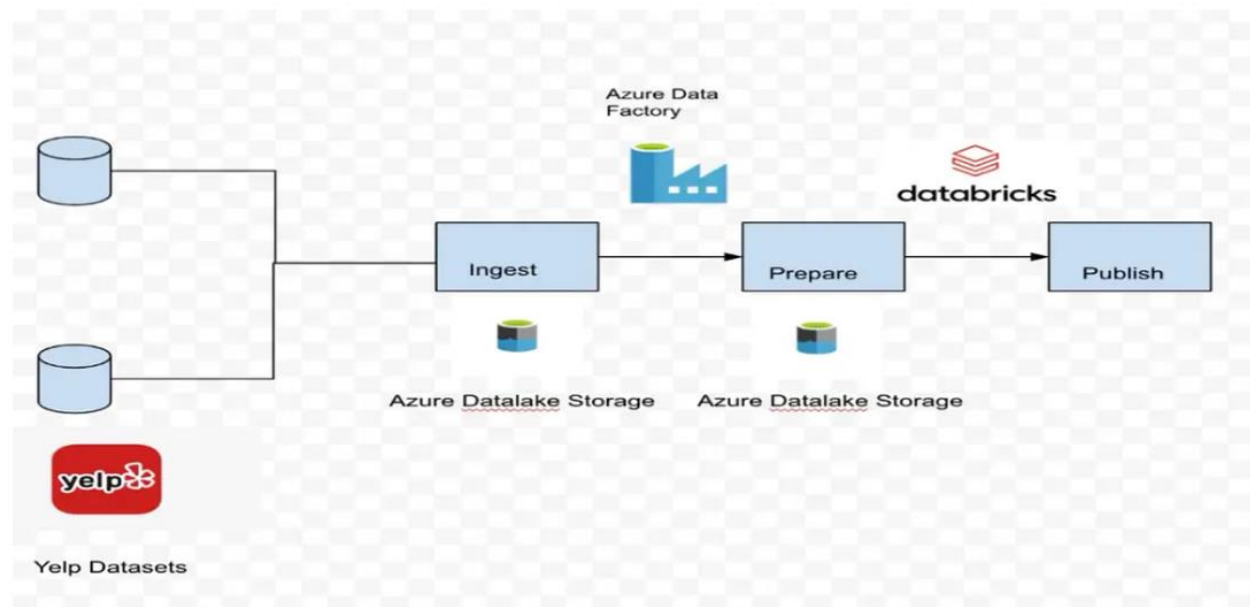 Azure Data
Factory
databricks
Ingest
Prepare
Publish
Azure Datalake Storage
Azure Datalake Storage
yelp
Yelp Datasets